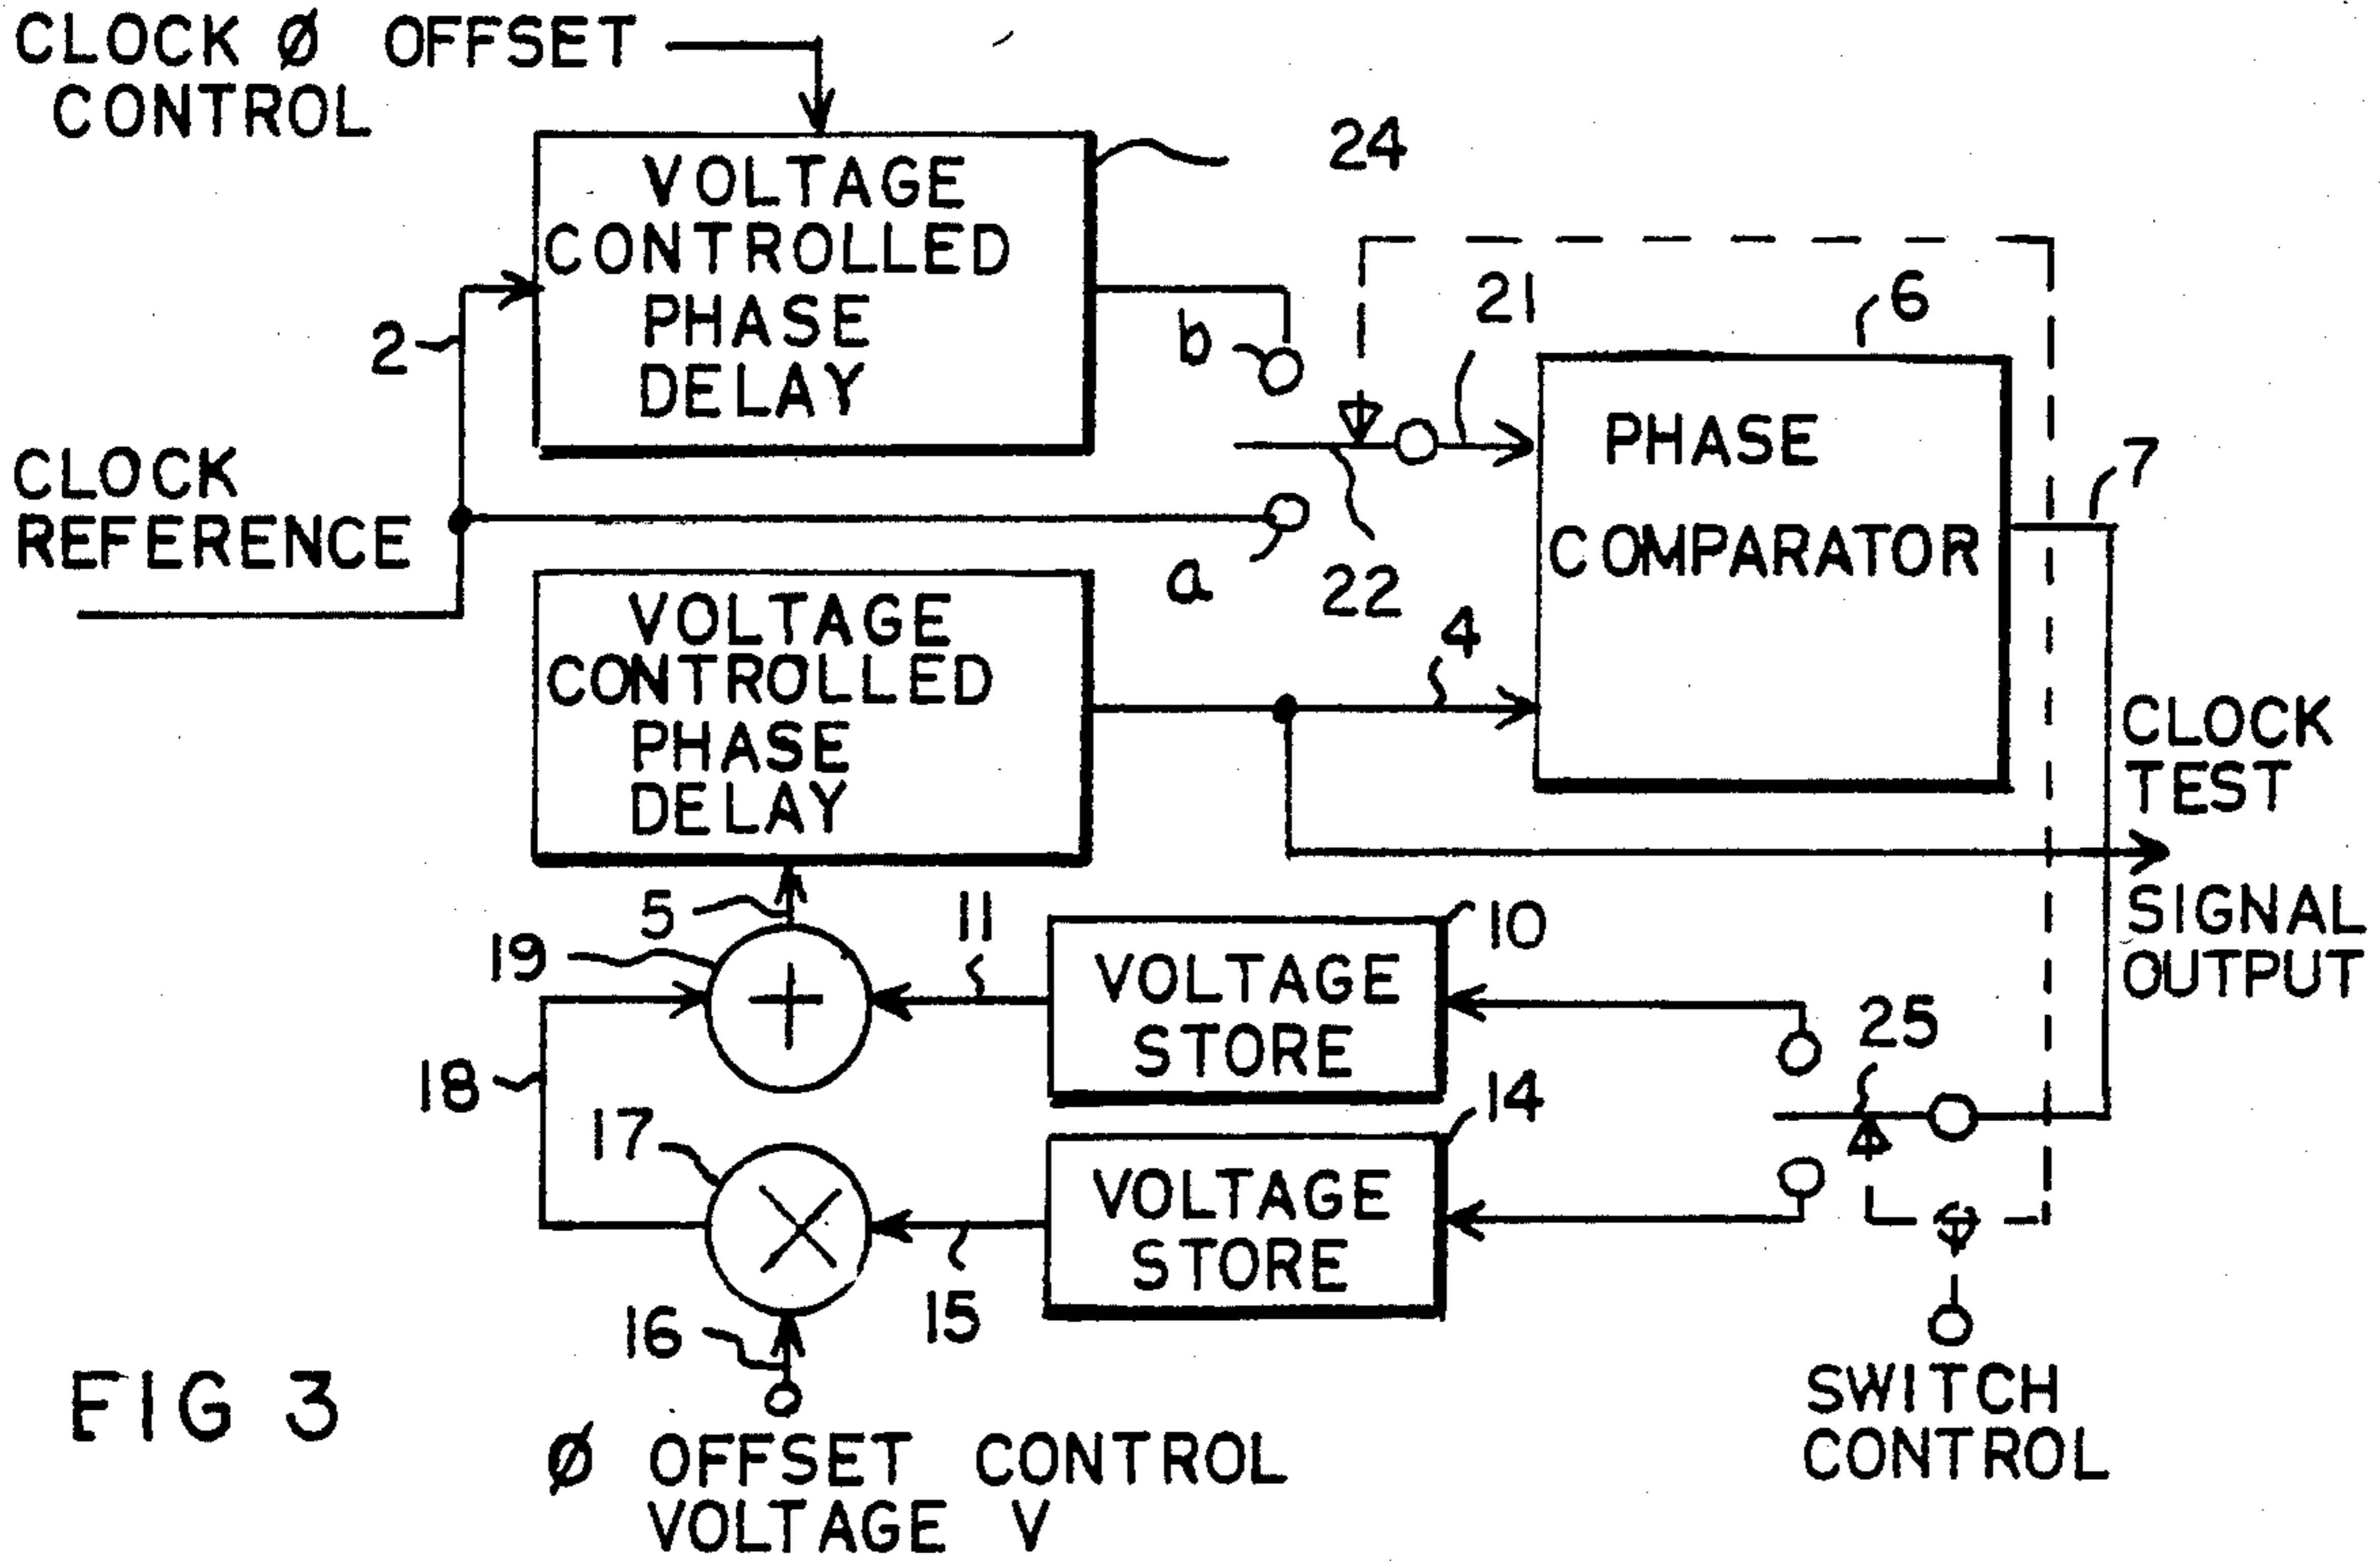 CLOCK Ø OFFSET
CONTROL
24
VOLTAGE
CONTROLLED
PHASE
DELAY
2
b
21
6
CLOCK
REFERENCE
PHASE
COMPARATOR
7
a
22
4
VOLTAGE
CONTROLLED
PHASE
DELAY
CLOCK
TEST
SIGNAL
OUTPUT
5
11
10
19
+
VOLTAGE
STORE
25
18
17
14
X
VOLTAGE
STORE
16
15
FIG 3
Ø OFFSET CONTROL
VOLTAGE V
SWITCH
CONTROL